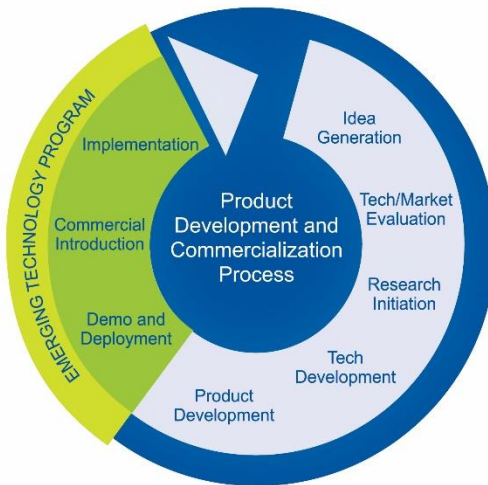 Product
Development and
Commercialization
Process
Idea
Generation
Tech/Market
Evaluation
Research
Initiation
Tech
Development
Product
Development
Demo and
Deployment
Commercial
Introduction
Implementation
EMERGING TECHNOLOGY PROGRAM